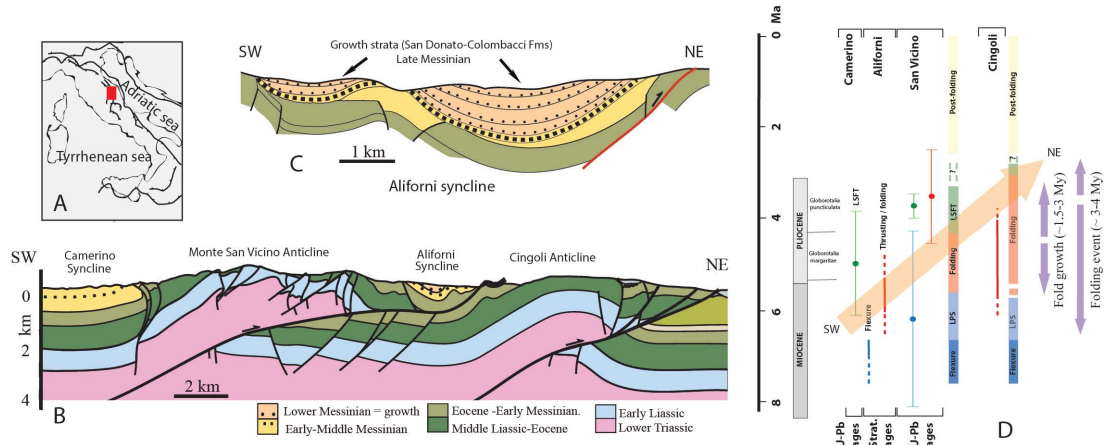 SW
Growth strata (San Donato-Colombacci Fms)
Late Messinian
NE
Adriatic sea
Tyrrhenean sea
A
C
1 km
Aliforni syncline
SW
Camerino
Syncline
Monte San Vicino Anticline
Aliforni
Syncline
Cingoli Anticline
NE
0
km
2
4
B
2 km
Lower Messinian = growth
Early-Middle Messinian
Eocene -Early Messinian.
Middle Liassic-Eocene
Early Liassic
Lower Triassic
Ma
0
2
4
6
8
Camerino
Aliforni
San Vicino
Cingoli
PLIOCENE
MIOCENE
Globorotalia
puncticulata
Globorotalia
margaritae
LSFT
Thrusting / folding
Flexure
SW
NE
Post-folding
?
LSFT
Folding
LPS
Flexure
Post-folding
?
Folding
LPS
Flexure
Fold growth (~1.5-3 My)
Folding event (~ 3-4 My)
U-Pb
ages
Strat.
ages
U-Pb
ages
D